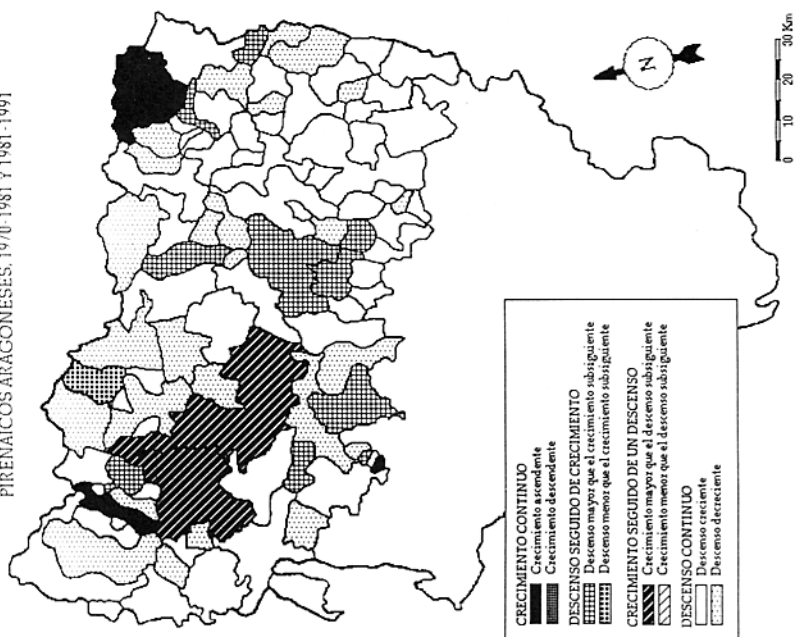 PIRENAICOS ARAGONESES. 1970-1981 Y 1981-1991
N
0 10 20 30 Km
CRECIMIENTO CONTINUO
Crecimiento ascendente
Crecimiento descendente
DESCENSO SEGUIDO DE CRECIMIENTO
Descenso mayor que el crecimiento subsiguiente
Descenso menor que el crecimiento subsiguiente
CRECIMIENTO SEGUIDO DE UN DESCENSO
Crecimiento mayor que el descenso subsiguiente
Crecimiento menor que el descenso subsiguiente
DESCENSO CONTINUO
Descenso creciente
Descenso decreciente